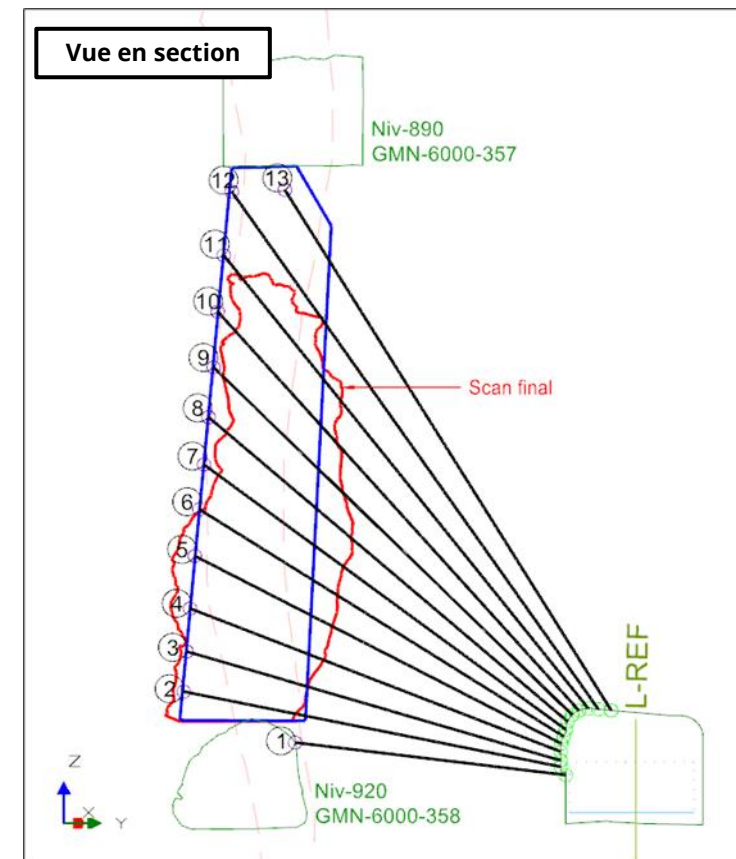 Vue en section
Niv-890
GMN-6000-357
12
13
11
10
9
Scan final
8
7
6
5
4
3
2
1
L-REF
Z
X
Y
Niv-920
GMN-6000-358